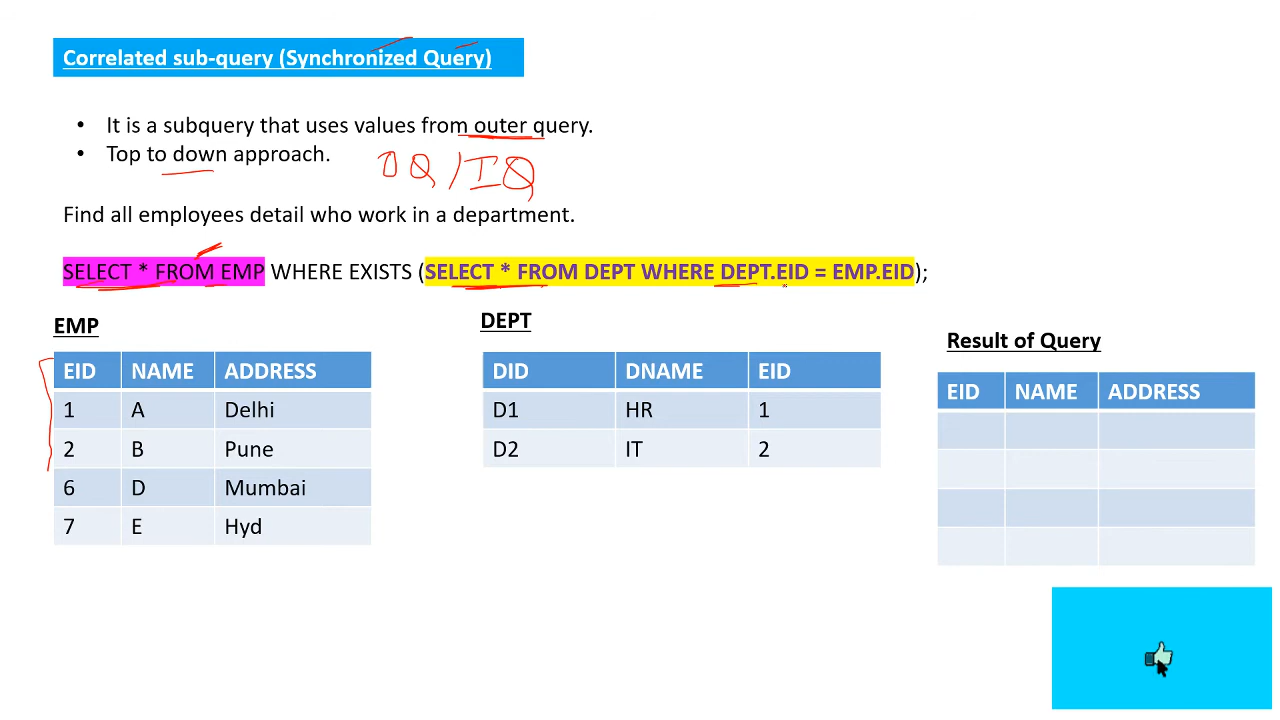 Correlated sub-query (Synchronized Query)
• It is a subquery that uses values from outer query.
• Top to down approach.
OQ/IQ
Find all employees detail who work in a department.
SELECT * FROM EMP WHERE EXISTS (SELECT * FROM DEPT WHERE DEPT.EID = EMP.EID);
EMP
EID NAME ADDRESS
1 A Delhi
2 B Pune
6 D Mumbai
7 E Hyd
DEPT
DID DNAME EID
D1 HR 1
D2 IT 2
Result of Query
EID NAME ADDRESS